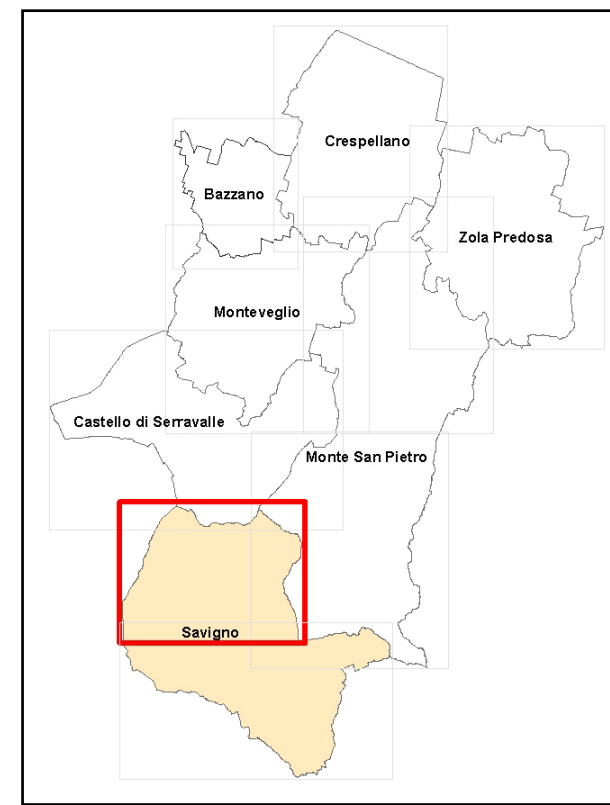 Crespellano
Bazzano
Zola Predosa
Monteveglio
Castello di Serravalle
Monte San Pietro
Savigno